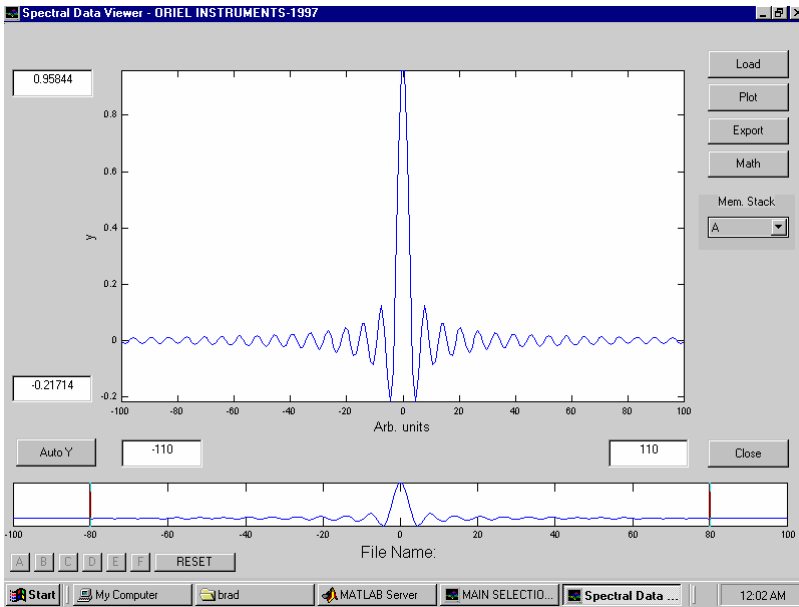 Spectral Data Viewer - ORIEL INSTRUMENTS-1997
0.95844
Load
Plot
Export
Math
Mem. Stack
A
0.8
0.6
0.4
0.2
0
-0.2
y
-0.21714
-100 -80 -60 -40 -20 0 20 40 60 80 100
Arb. units
Auto Y
-110
110
Close
-100 -80 -60 -40 -20 0 20 40 60 80 100
File Name:
A B C D E F RESET
Start My Computer brad MATLAB Server MAIN SELECTIO... Spectral Data ... 12:02 AM